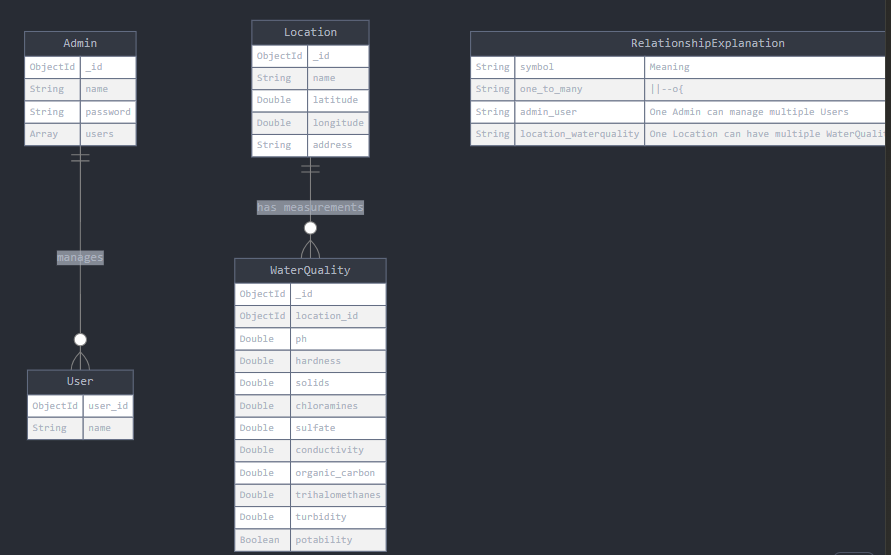 Admin
ObjectId _id
String name
String password
Array users
manages
User
ObjectId user_id
String name
Location
ObjectId _id
String name
Double latitude
Double longitude
String address
has measurements
WaterQuality
ObjectId _id
ObjectId location_id
Double ph
Double hardness
Double solids
Double chloramines
Double sulfate
Double conductivity
Double organic_carbon
Double trihalomethanes
Double turbidity
Boolean potability
RelationshipExplanation
String symbol Meaning
String one_to_many ||--o{
String admin_user One Admin can manage multiple Users
String location_waterquality One Location can have multiple